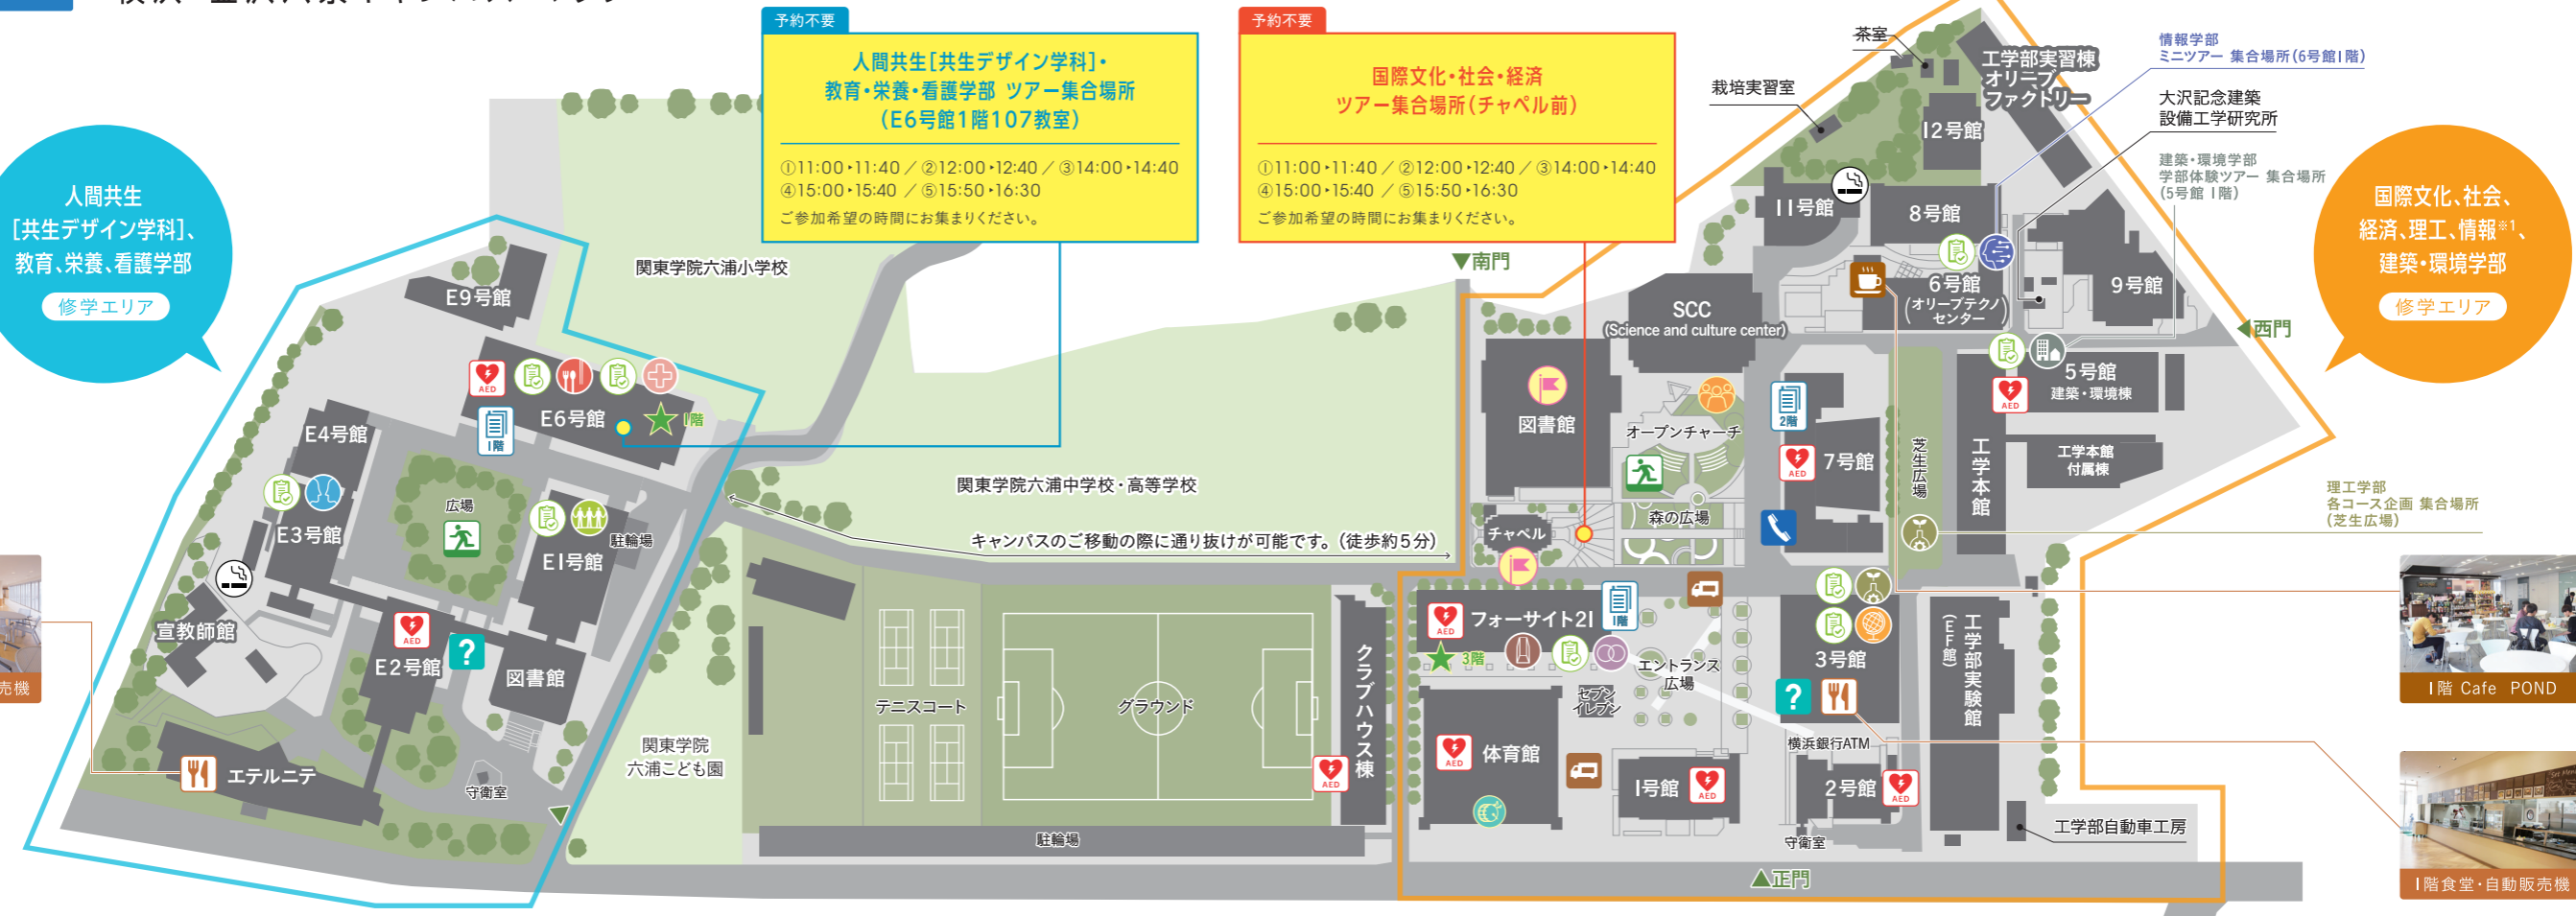 予約不要
人間共生[共生デザイン学科]・
教育・栄養・看護学部 ツアー集合場所
(E6号館1階107教室)
①11:00▸11:40 / ②12:00▸12:40 / ③14:00▸14:40
④15:00▸15:40 / ⑤15:50▸16:30
ご参加希望の時間にお集まりください。
予約不要
国際文化・社会・経済
ツアー集合場所(チャペル前)
①11:00▸11:40 / ②12:00▸12:40 / ③14:00▸14:40
④15:00▸15:40 / ⑤15:50▸16:30
ご参加希望の時間にお集まりください。
人間共生
[共生デザイン学科]、
教育、栄養、看護学部
修学エリア
国際文化、社会、
経済、理工、情報※1、
建築・環境学部
修学エリア
茶室
栽培実習室
工学部実習棟
オリーブ
ファクトリー
12号館
情報学部
ミニツアー 集合場所(6号館1階)
大沢記念建築
設備工学研究所
建築・環境学部
学部体験ツアー 集合場所
(5号館 1階)
11号館
8号館
6号館
(オリーブテクノ
センター)
9号館
◀西門
▼南門
SCC
(Science and culture center)
関東学院六浦小学校
E9号館
AED
1階
E6号館
★1階
E4号館
E3号館
広場
E1号館
駐輪場
宣教師館
AED
E2号館
?
図書館
エテルニテ
守衛室
売機
関東学院六浦中学校・高等学校
キャンパスのご移動の際に通り抜けが可能です。(徒歩約5分)
テニスコート
グラウンド
関東学院
六浦こども園
駐輪場
クラブハウス棟
AED
図書館
オープンチャーチ
森の広場
チャペル
2階
AED
7号館
芝生広場
工学本館
AED
5号館
建築・環境棟
工学本館
付属棟
理工学部
各コース企画 集合場所
(芝生広場)
AED
フォーサイト21
1階
★3階
エントランス
広場
セブン
イレブン
AED
体育館
1号館
AED
3号館
?
横浜銀行ATM
2号館
AED
守衛室
工学部実験館
(EF館)
工学部自動車工房
▲正門
1階 Cafe POND
1階食堂・自動販売機